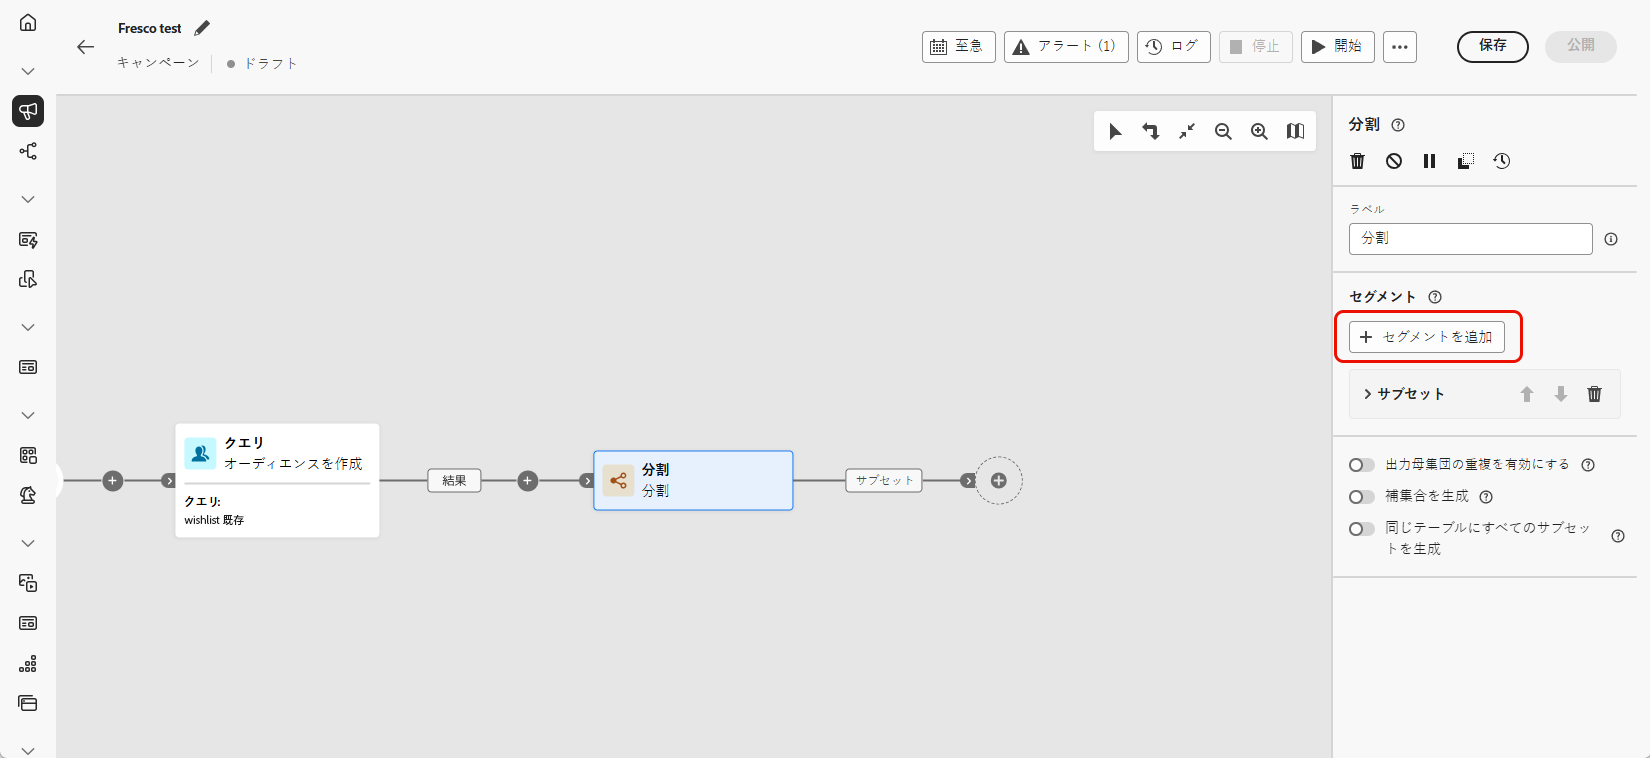 Fresco test
キャンペーン
ドラフト
至急
アラート (1)
ログ
停止
開始
保存
公開
分割
ラベル
分割
セグメント
セグメントを追加
サブセット
出力母集団の重複を有効にする
補集合を生成
同じテーブルにすべてのサブセッ
トを生成
クエリ
オーディエンスを作成
クエリ:
wishlist 既存
結果
分割
分割
サブセット